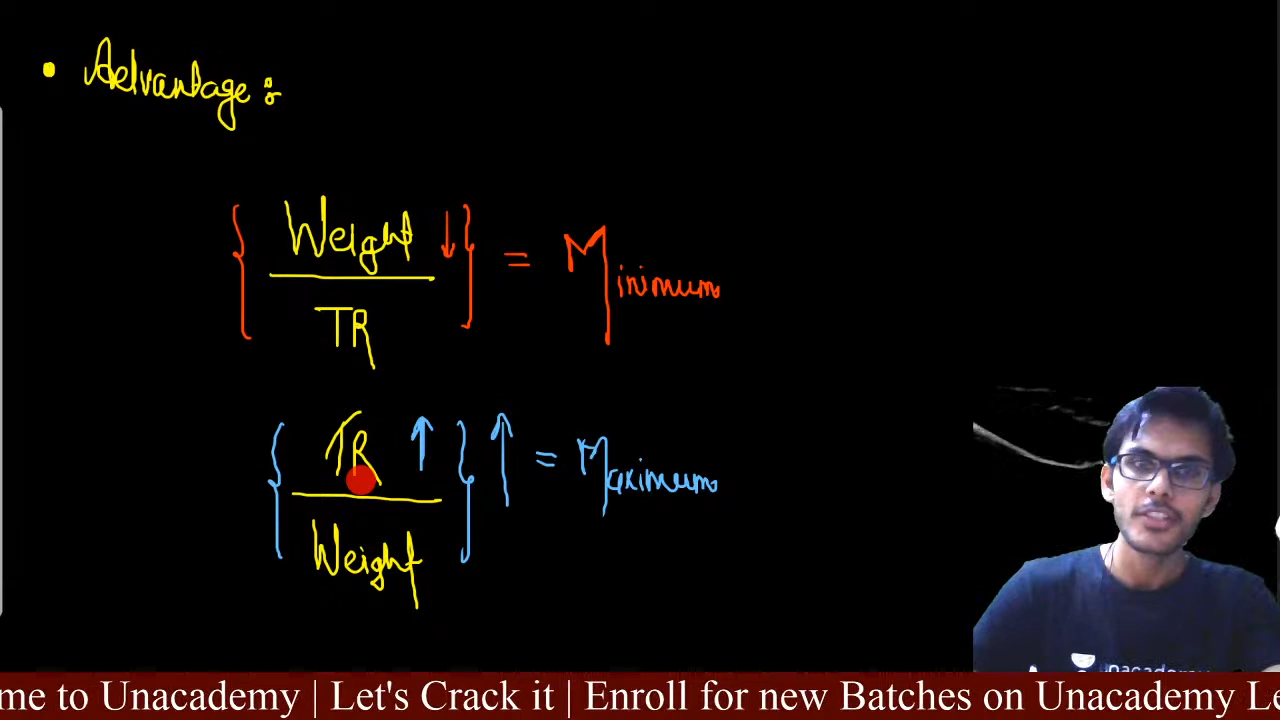 • Advantage:
{ Weight ↓ } = Minimum
TR
{ TR ↑ } ↑ = Maximum
Weight
nacademy
me to Unacademy | Let's Crack it | Enroll for new Batches on Unacademy Le